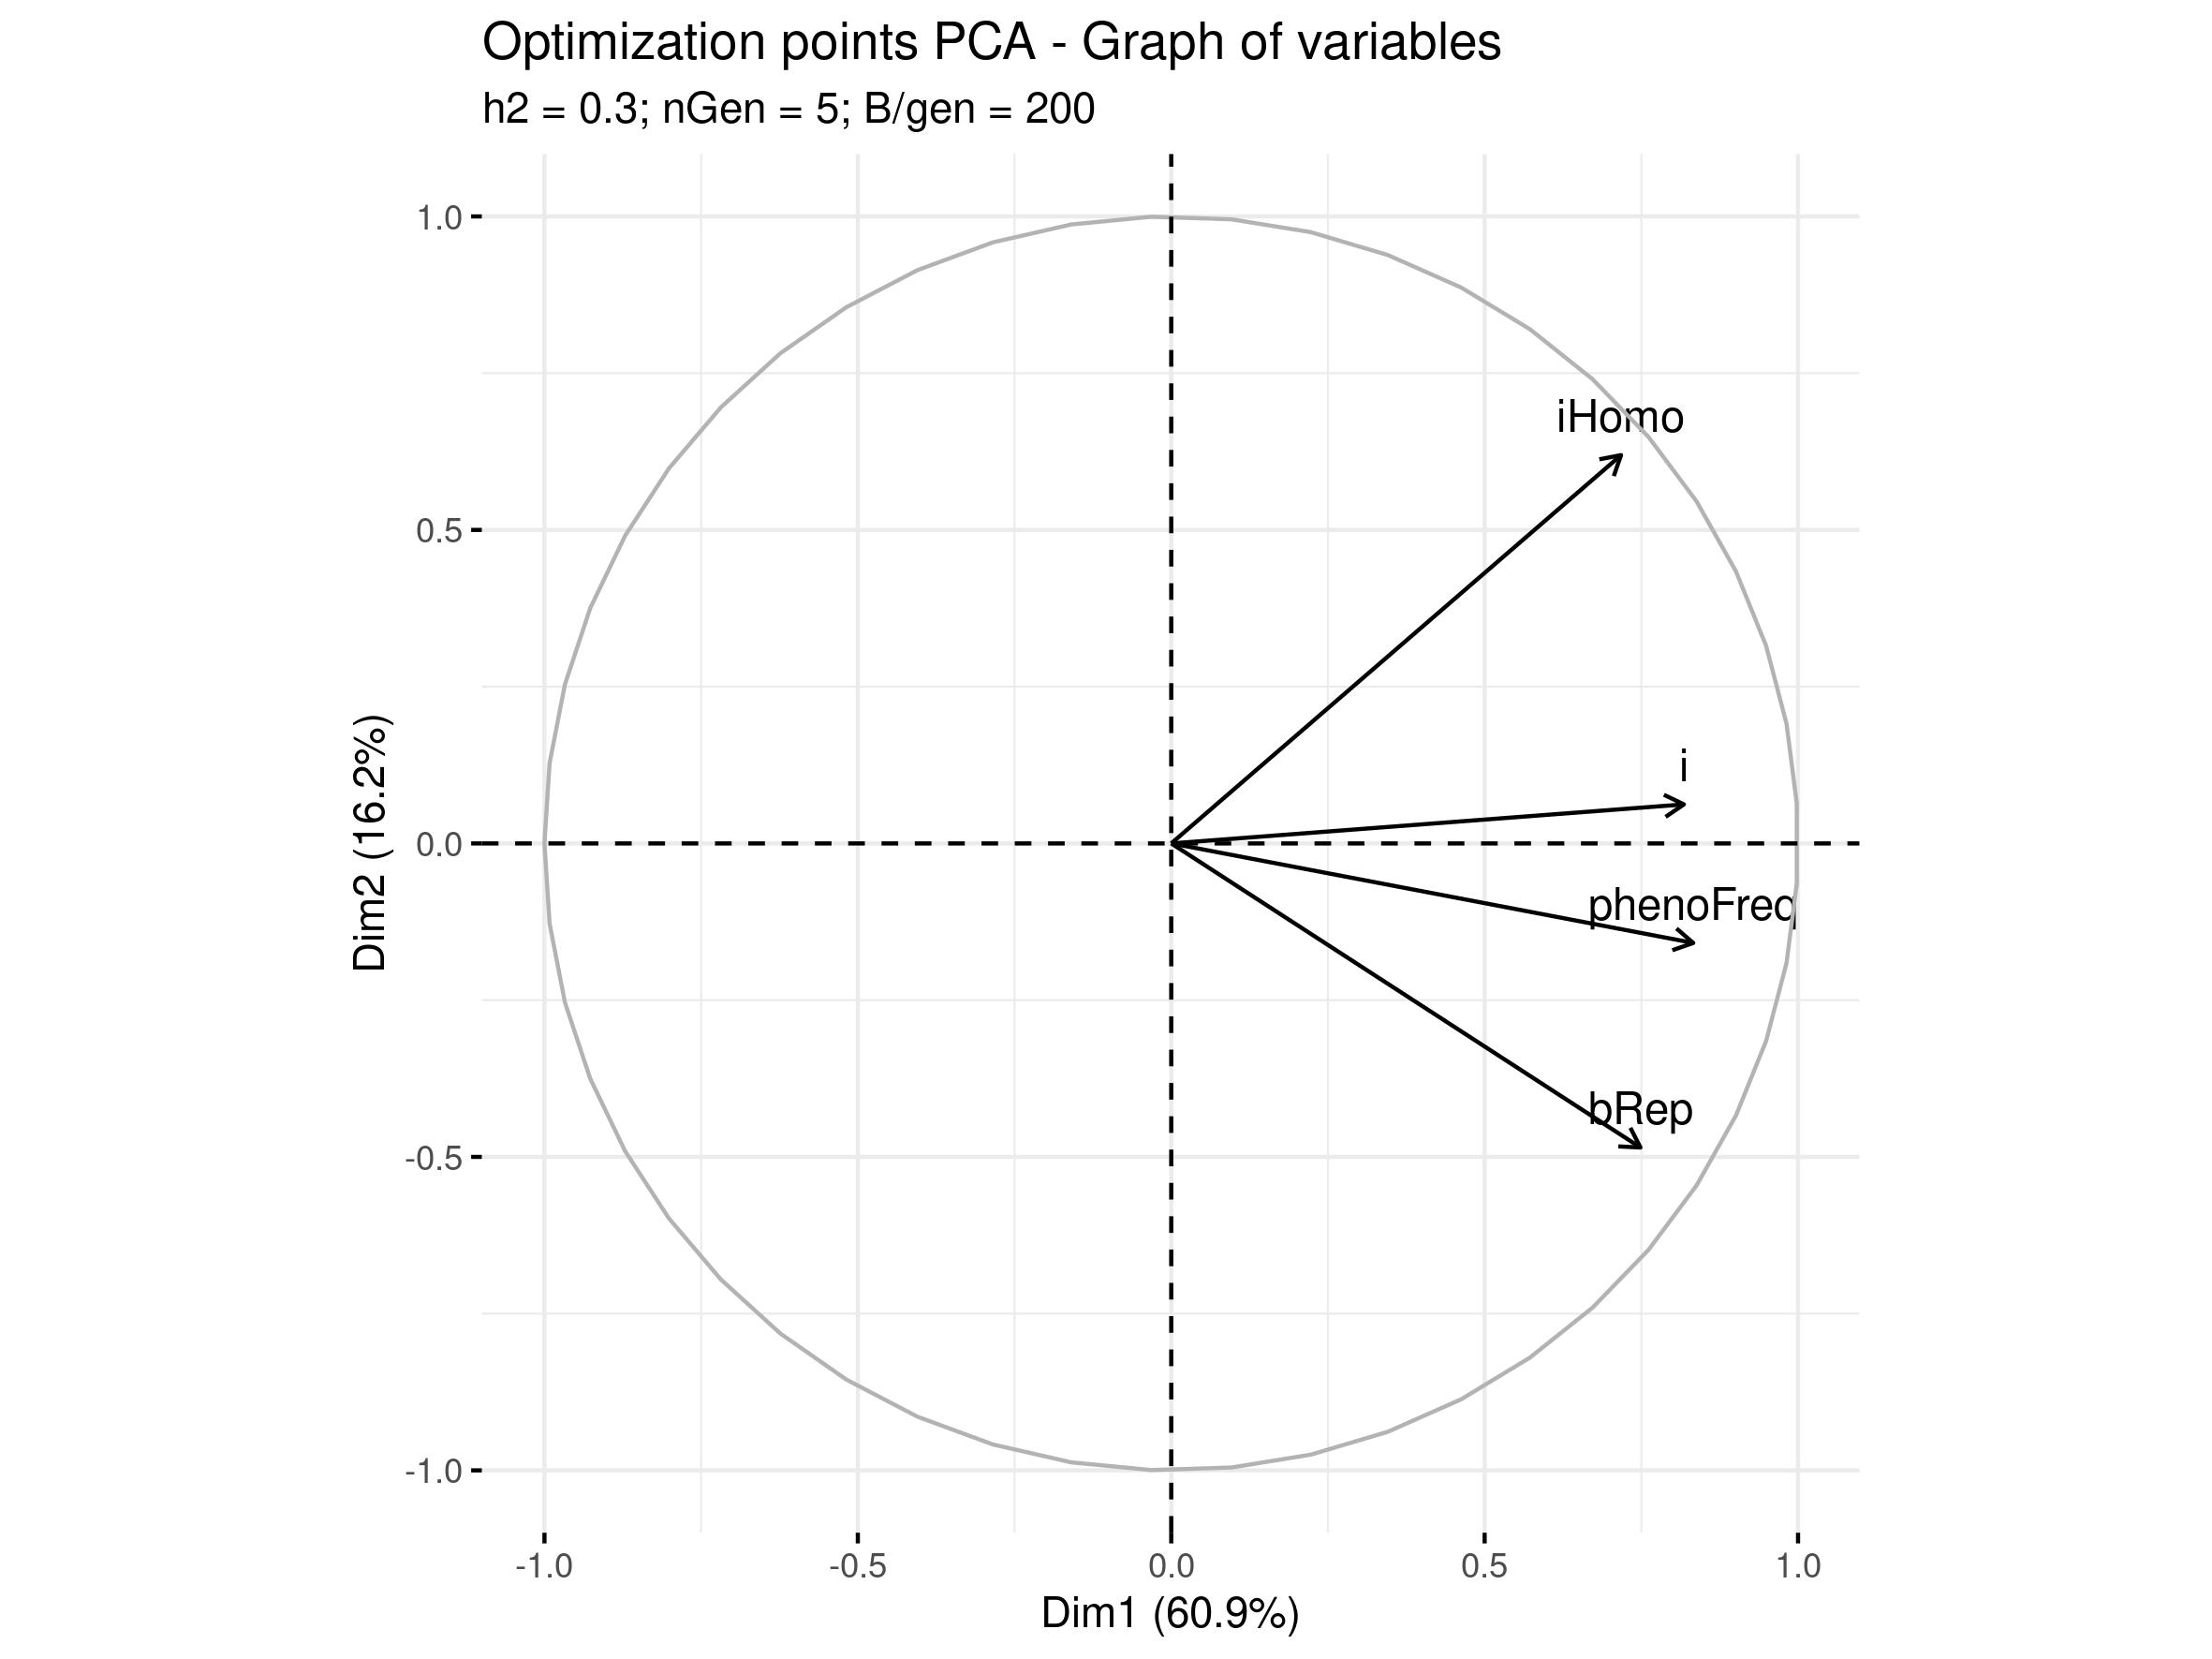 Optimization points PCA - Graph of variables
h2 = 0.3; nGen = 5; B/gen = 200
1.0
iHomo
0.5
i
0.0
phenoFreq
bRep
-0.5
-1.0
Dim2 (16.2%)
-1.0
-0.5
0.0
0.5
1.0
Dim1 (60.9%)